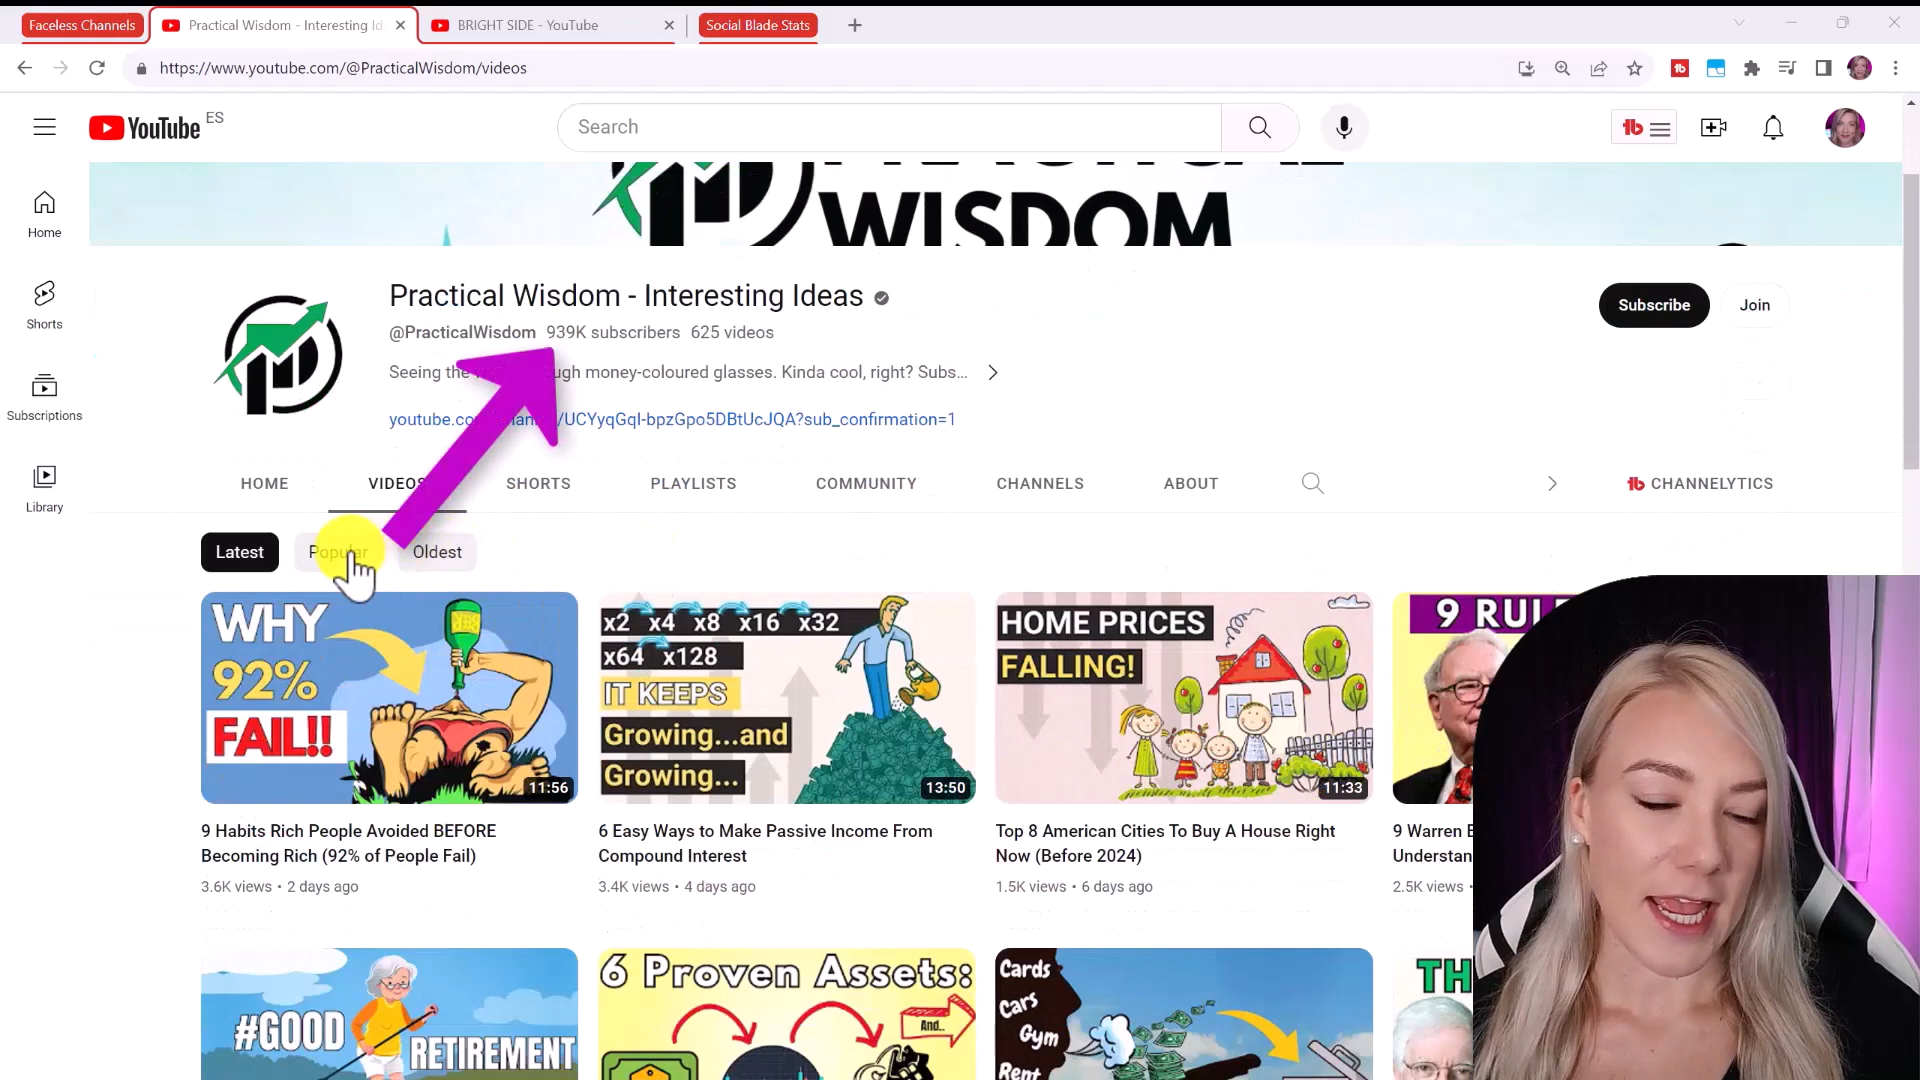 Faceless Channels
Practical Wisdom - Interesting Id
BRIGHT SIDE - YouTube
Social Blade Stats
https://www.youtube.com/@PracticalWisdom/videos
YouTube ES
Search
WISDOM
Home
Shorts
Subscriptions
Library
Practical Wisdom - Interesting Ideas
@PracticalWisdom 939K subscribers 625 videos
Seeing the ugh money-coloured glasses. Kinda cool, right? Subs...
youtube.co /UCYyqGqI-bpzGpo5DBtUcJQA?sub_confirmation=1
Subscribe
Join
HOME
VIDEOS
SHORTS
PLAYLISTS
COMMUNITY
CHANNELS
ABOUT
CHANNELYTICS
Latest
Popular
Oldest
WHY
92%
FAIL!!
11:56
x2 x4 x8 x16 x32
x64 x128
IT KEEPS
Growing...and
Growing...
13:50
HOME PRICES
FALLING!
11:33
9 RULE
9 Habits Rich People Avoided BEFORE
Becoming Rich (92% of People Fail)
3.6K views • 2 days ago
6 Easy Ways to Make Passive Income From
Compound Interest
3.4K views • 4 days ago
Top 8 American Cities To Buy A House Right
Now (Before 2024)
1.5K views • 6 days ago
9 Warren
Understan
2.5K views •
#GOOD
RETIREMENT
6 Proven Assets:
And..
Cards
Cars
Gym
Rent
TH